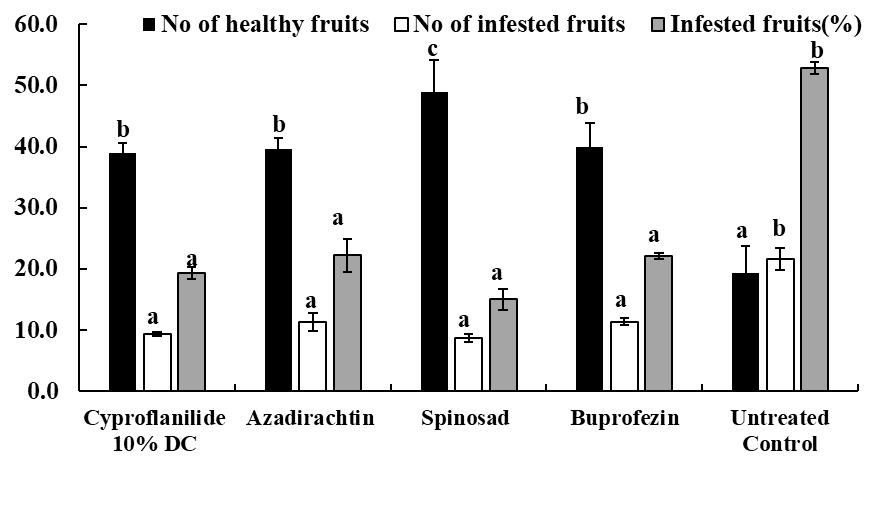 60.0
50.0
40.0
30.0
20.0
10.0
0.0
No of healthy fruits No of infested fruits Infested fruits(%)
b a a
b a a
c a a
b a a
a b b
Cyproflanilide
10% DC
Azadirachtin
Spinosad
Buprofezin
Untreated
Control